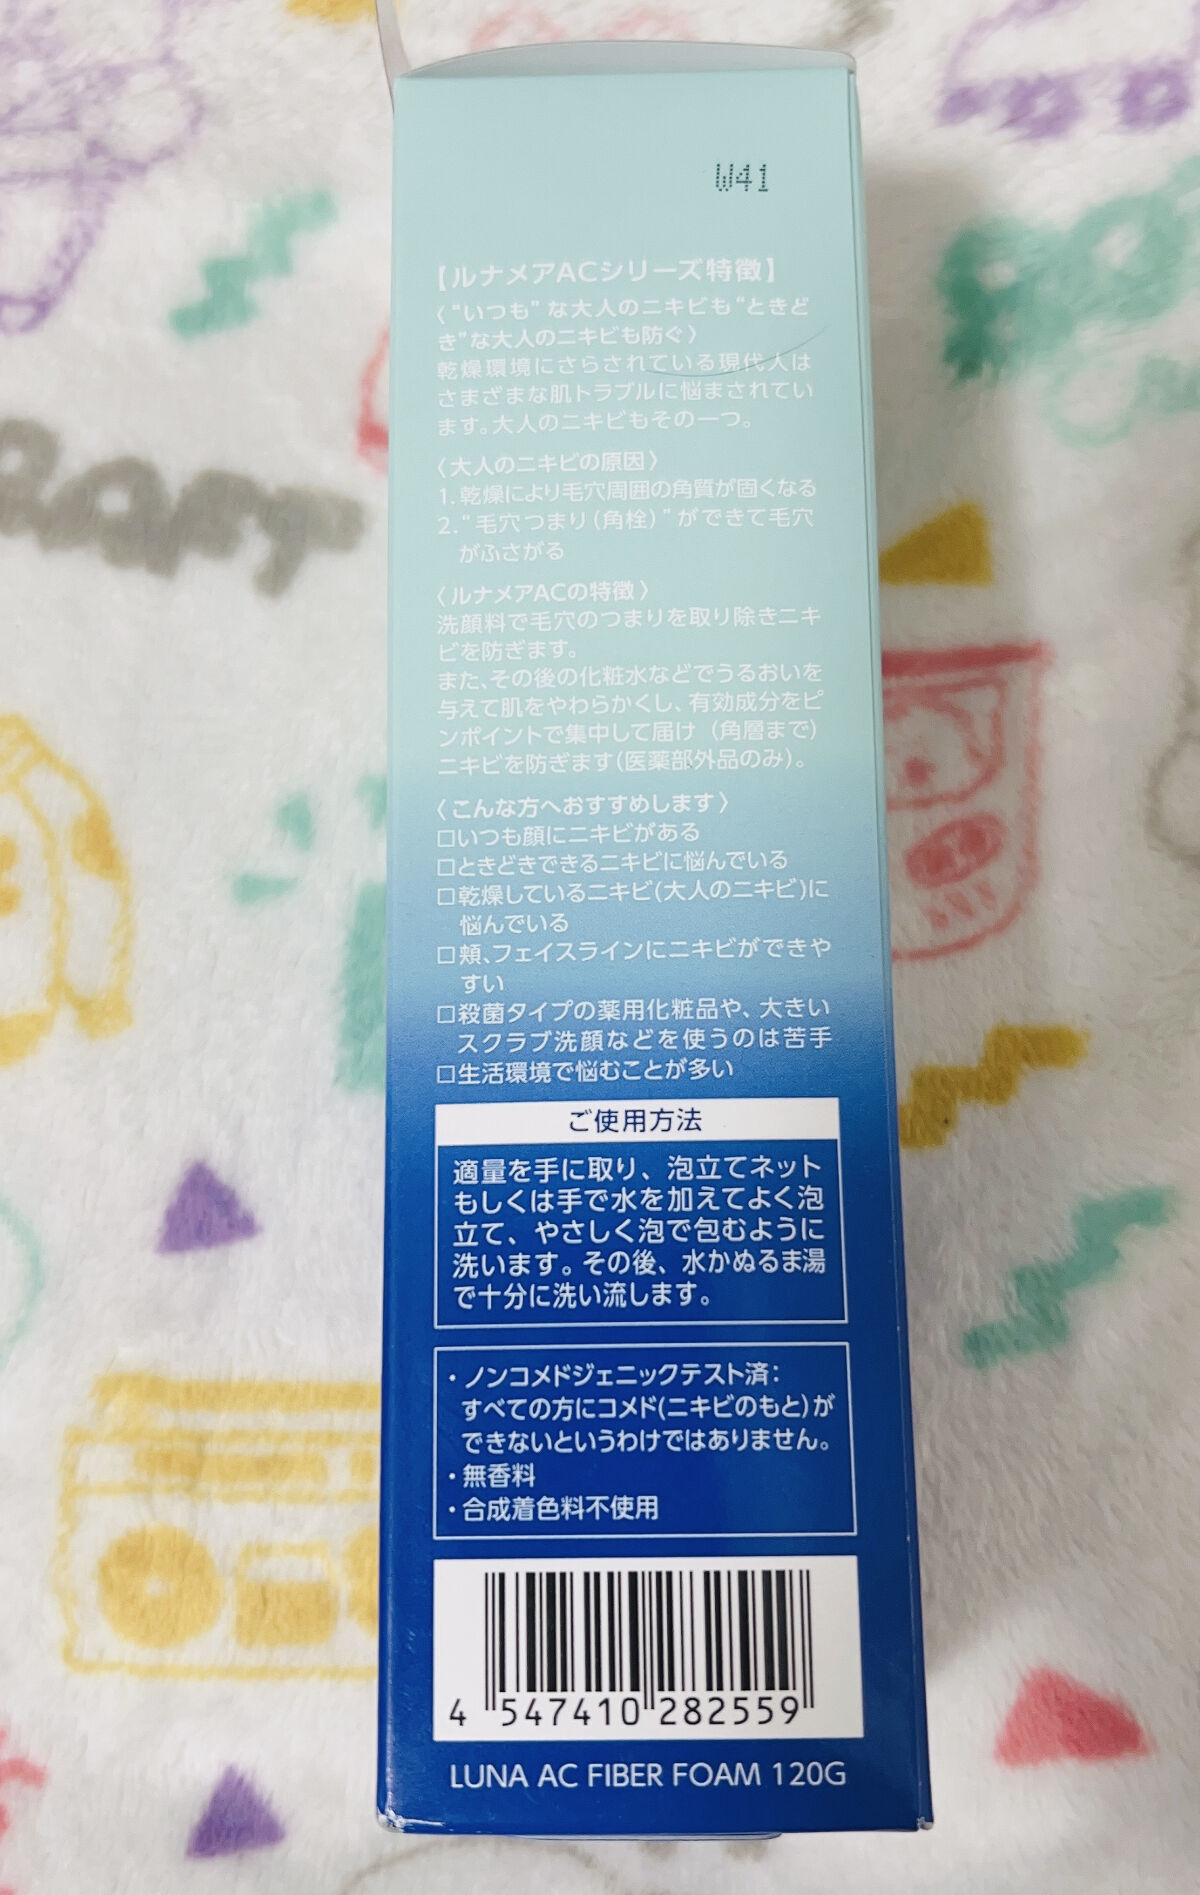 W41
【ルナメアACシリーズ特徴】
〈“いつも”な大人のニキビも“ときど
き”な大人のニキビも防ぐ〉
乾燥環境にさらされている現代人は
さまざまな肌トラブルに悩まされてい
ます。大人のニキビもその一つ。
〈大人のニキビの原因〉
1.乾燥により毛穴周囲の角質が固くなる
2.“毛穴つまり(角栓)”ができて毛穴
がふさがる
〈ルナメアACの特徴〉
洗顔料で毛穴のつまりを取り除きニキ
ビを防ぎます。
また、その後の化粧水などでうるおいを
与えて肌をやわらかくし、有効成分をピ
ンポイントで集中して届け(角層まで)
ニキビを防ぎます(医薬部外品のみ)。
〈こんな方へおすすめします〉
□いつも顔にニキビがある
□ときどきできるニキビに悩んでいる
□乾燥しているニキビ(大人のニキビ)に
悩んでいる
□頬、フェイスラインにニキビができや
すい
□殺菌タイプの薬用化粧品や、大きい
スクラブ洗顔などを使うのは苦手
□生活環境で悩むことが多い
ご使用方法
適量を手に取り、泡立てネット
もしくは手で水を加えてよく泡
立て、やさしく泡で包むように
洗います。その後、水かぬるま湯
で十分に洗い流します。
・ノンコメドジェニックテスト済:
すべての方にコメド(ニキビのもと)が
できないというわけではありません。
・無香料
・合成着色料不使用
4 547410 282559
LUNA AC FIBER FOAM 120G